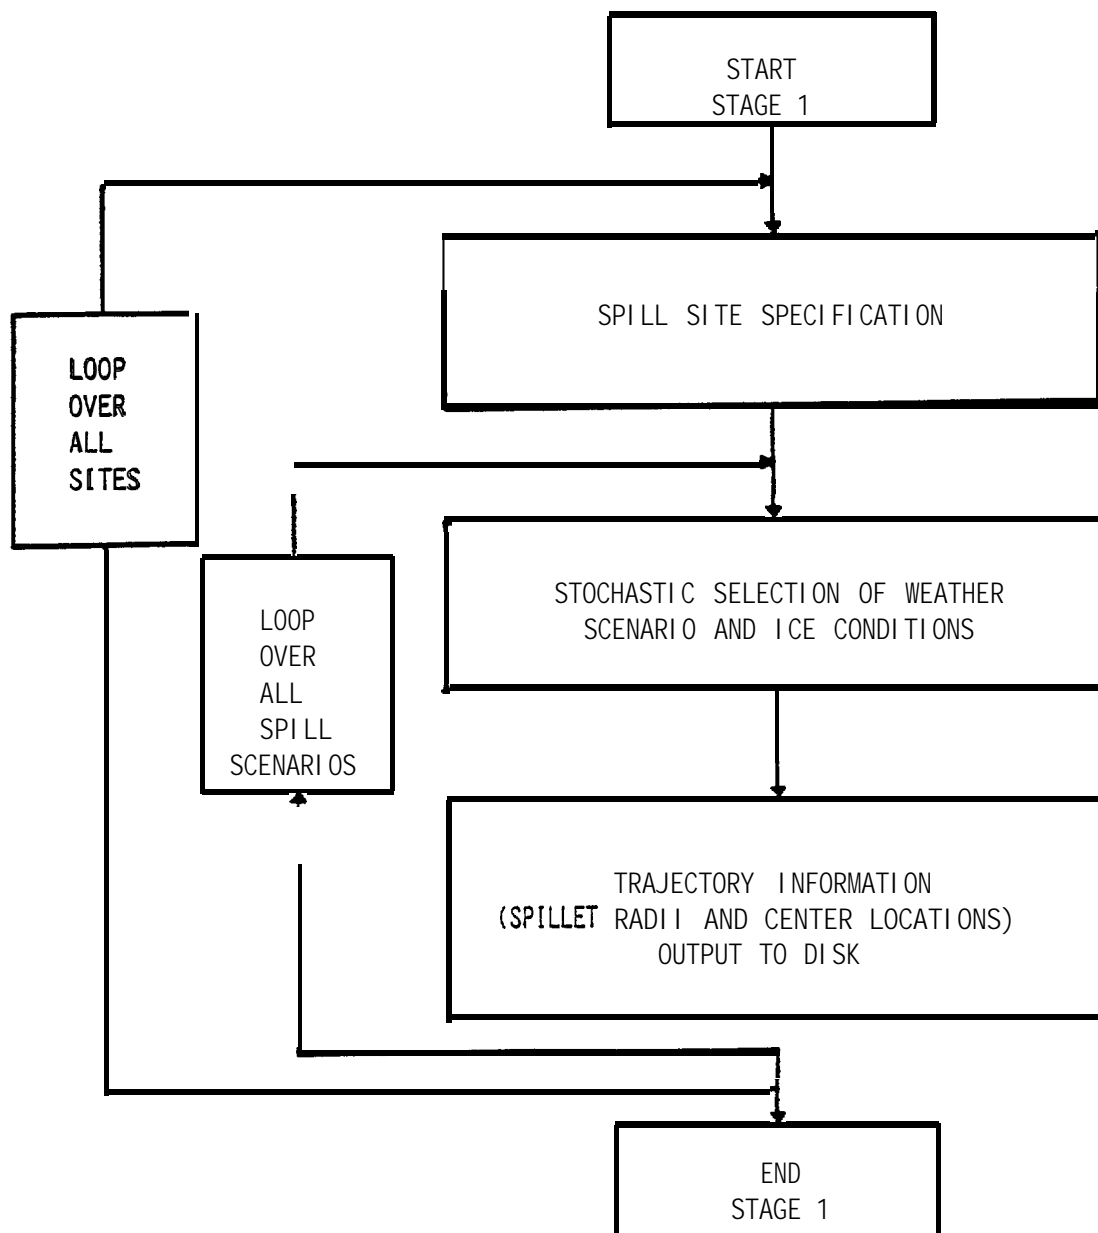 START
STAGE 1
SPILL SITE SPECIFICATION
LOOP
OVER
ALL
SITES
STOCHASTIC SELECTION OF WEATHER
SCENARIO AND ICE CONDITIONS
LOOP
OVER
ALL
SPILL
SCENARIOS
TRAJECTORY INFORMATION
(SPILLET RADII AND CENTER LOCATIONS)
OUTPUT TO DISK
END
STAGE 1